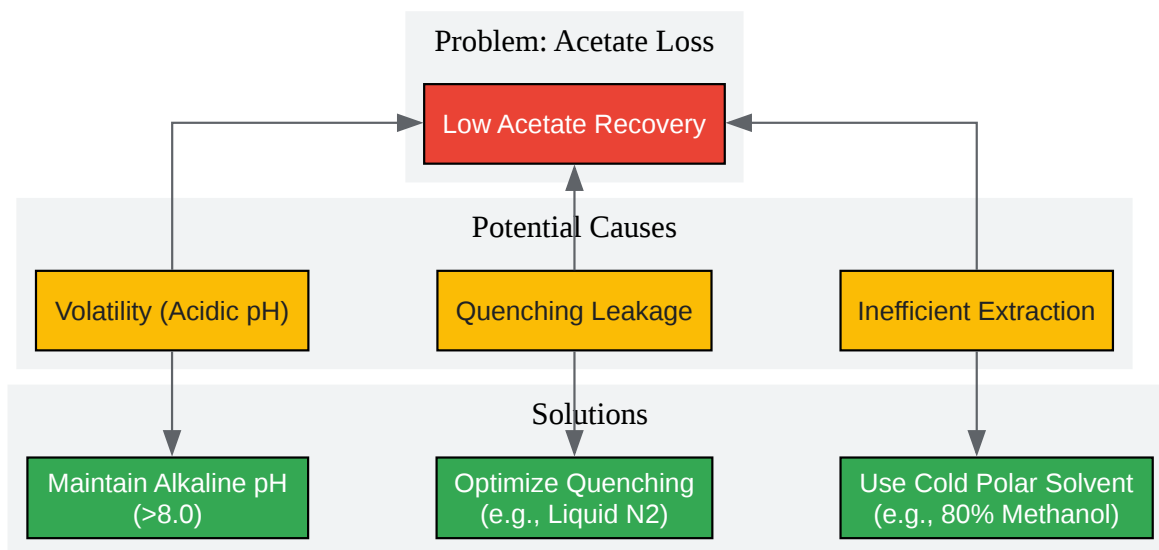 Problem: Acetate Loss
Low Acetate Recovery
Potential Causes
Volatility (Acidic pH)
Quenching Leakage
Inefficient Extraction
Solutions
Maintain Alkaline pH
(>8.0)
Optimize Quenching
(e.g., Liquid N2)
Use Cold Polar Solvent
(e.g., 80% Methanol)